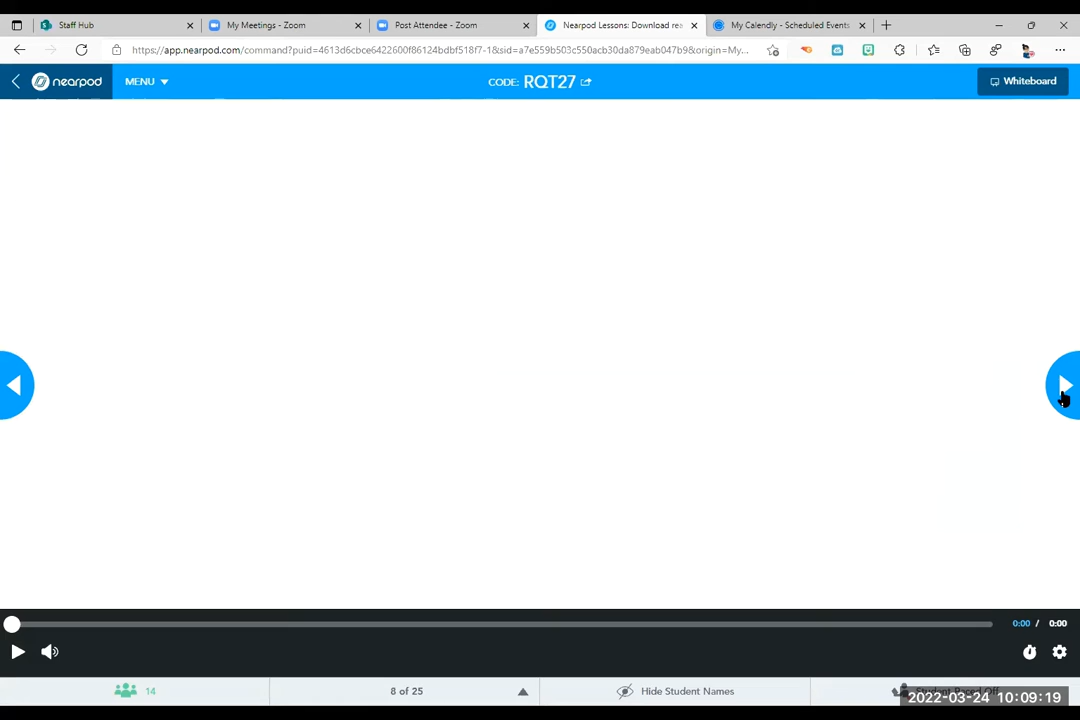 Staff Hub
My Meetings - Zoom
Post Attendee - Zoom
Nearpod Lessons: Download rea
My Calendly - Scheduled Events
https://app.nearpod.com/command?puid=4613d6cbce6422600f86124bdbf518f7-1&sid=a7e559b503c550acb30da879eab047b9&origin=My...
nearpod
MENU
CODE: RQT27
Whiteboard
0:00 / 0:00
14
8 of 25
Hide Student Names
2022-03-24 10:09:19